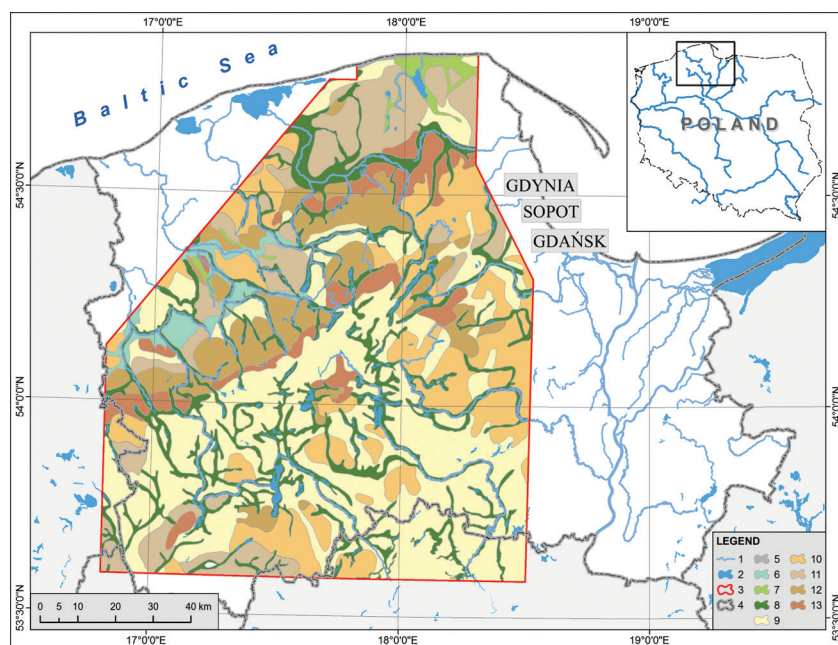 17°0'0"E
18°0'0"E
19°0'0"E
Baltic Sea
POLAND
54°30'0"N
54°30'0"N
GDYNIA
SOPOT
GDAŃSK
54°0'0"N
54°0'0"N
LEGEND
1 5 10
2 6 11
3 7 12
4 8 13
9
0 5 10 20 30 40 km
53°30'0"N
53°30'0"N
17°0'0"E
18°0'0"E
19°0'0"E